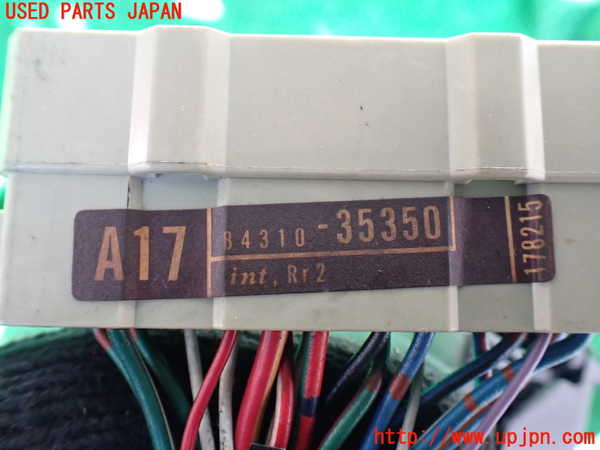 USED PARTS JAPAN
A17
84310-35350
int, Rr2
178215
http://www.upjpn.com/